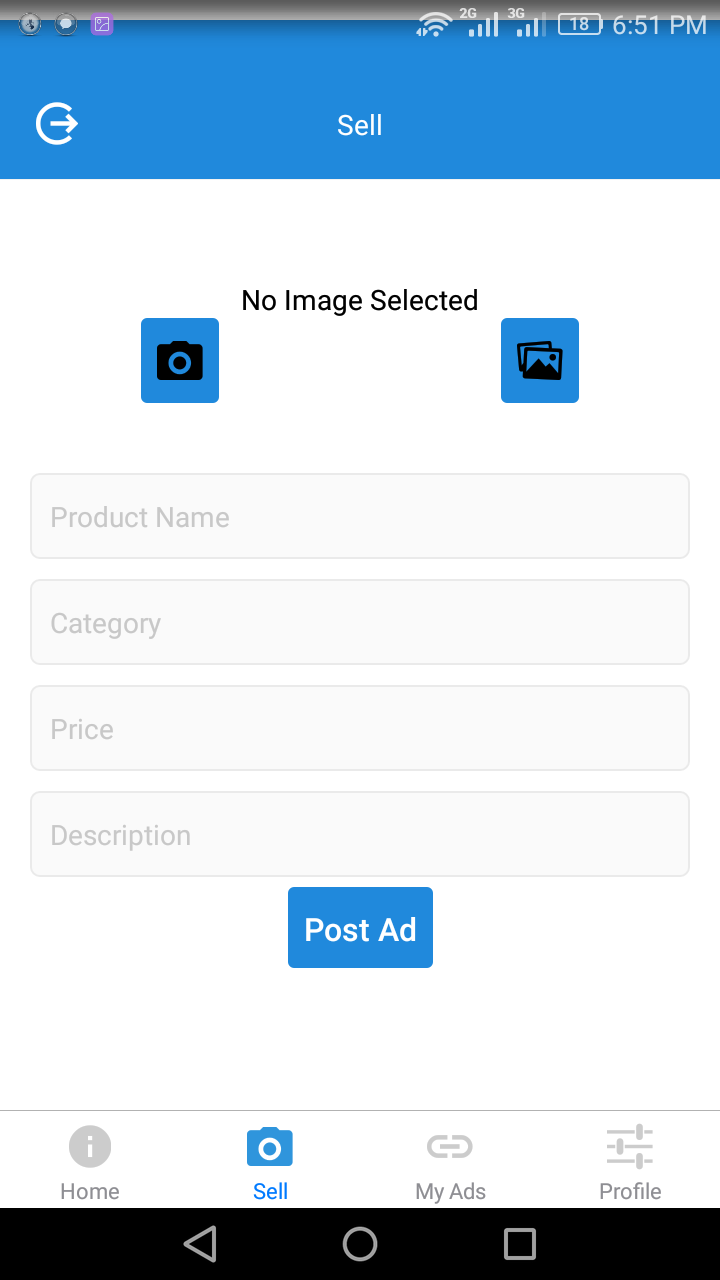 2G 3G 18 6:51 PM
Sell
No Image Selected
Product Name
Category
Price
Description
Post Ad
Home Sell My Ads Profile